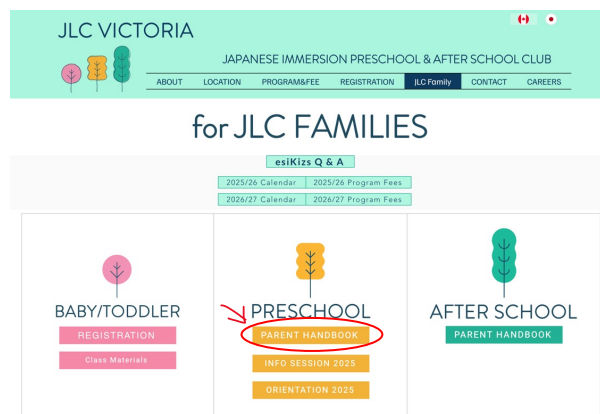 JLC VICTORIA
JAPANESE IMMERSION PRESCHOOL & AFTER SCHOOL CLUB
ABOUT LOCATION PROGRAM&FEE REGISTRATION JLC Family CONTACT CAREERS
for JLC FAMILIES
esiKizs Q & A
2025/26 Calendar 2025/26 Program Fees
2026/27 Calendar 2026/27 Program Fees
BABY/TODDLER
REGISTRATION
Class Materials
PRESCHOOL
PARENT HANDBOOK
INFO SESSION 2025
ORIENTATION 2025
AFTER SCHOOL
PARENT HANDBOOK